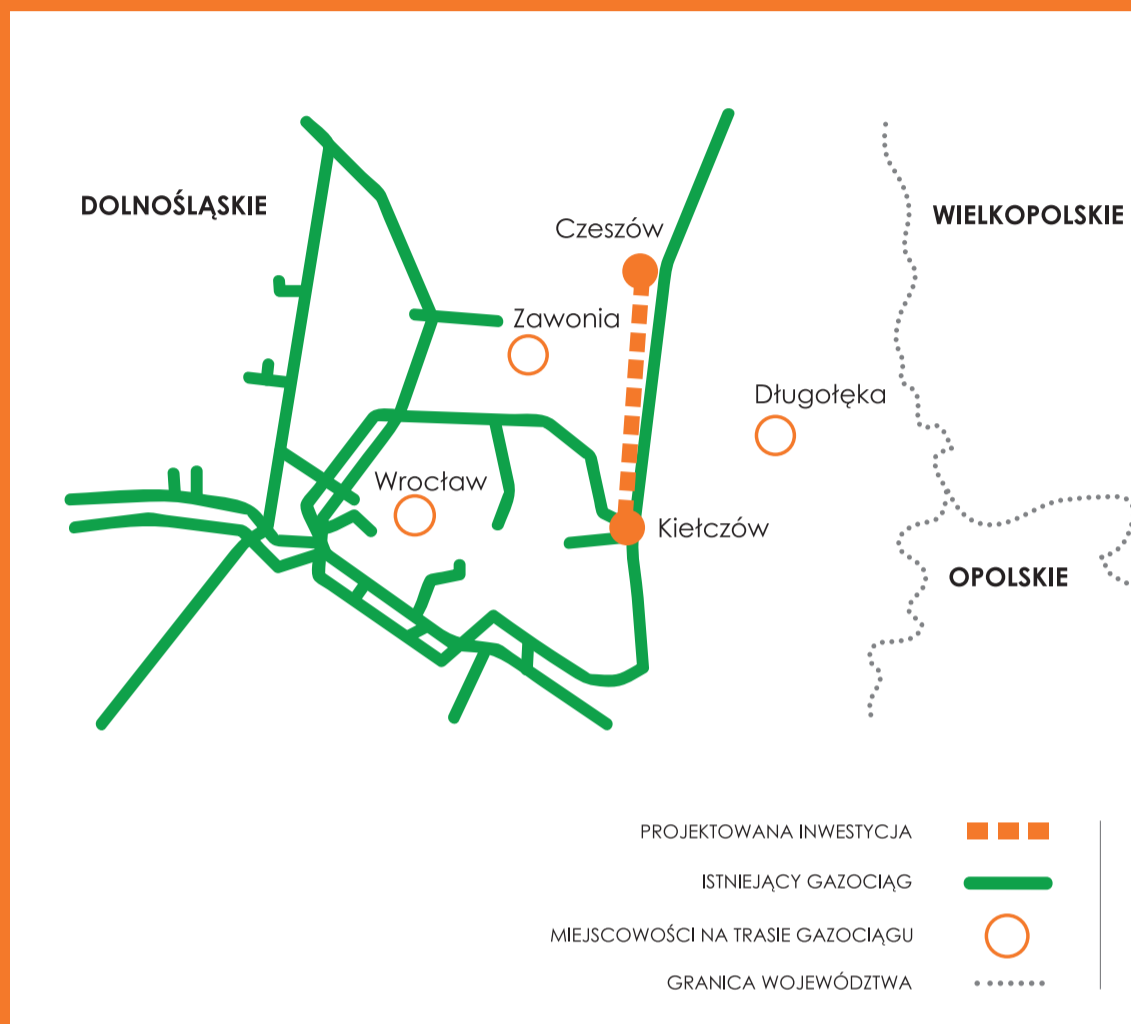 DOLNOŚLĄSKIE
WIELKOPOLSKIE
Czeszów
Zawonia
Długołęka
Wrocław
Kiełczów
OPOLSKIE
PROJEKTOWANA INWESTYCJA
ISTNIEJĄCY GAZOCIĄG
MIEJSCOWOŚCI NA TRASIE GAZOCIĄGU
GRANICA WOJEWÓDZTWA